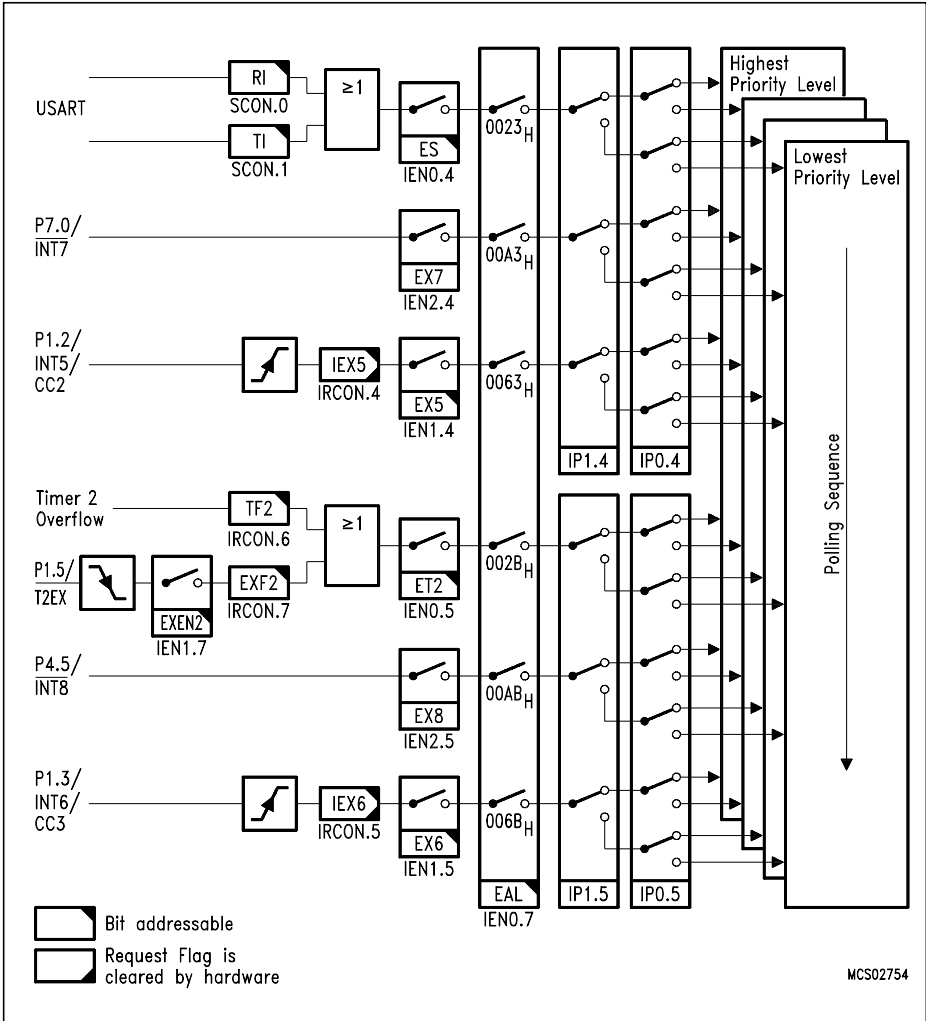 Highest
Priority Level
Lowest
Priority Level
Polling Sequence
USART
RI
SCON.0
TI
SCON.1
≥1
ES
IEN0.4
0023H
P7.0/
INT7
EX7
IEN2.4
00A3H
P1.2/
INT5/
CC2
IEX5
IRCON.4
EX5
IEN1.4
0063H
IP1.4
IP0.4
Timer 2
Overflow
TF2
IRCON.6
≥1
P1.5/
T2EX
EXEN2
IEN1.7
EXF2
IRCON.7
ET2
IEN0.5
002BH
P4.5/
INT8
EX8
IEN2.5
00ABH
P1.3/
INT6/
CC3
IEX6
IRCON.5
EX6
IEN1.5
006BH
EAL
IEN0.7
IP1.5
IP0.5
Bit addressable
Request Flag is
cleared by hardware
MCS02754